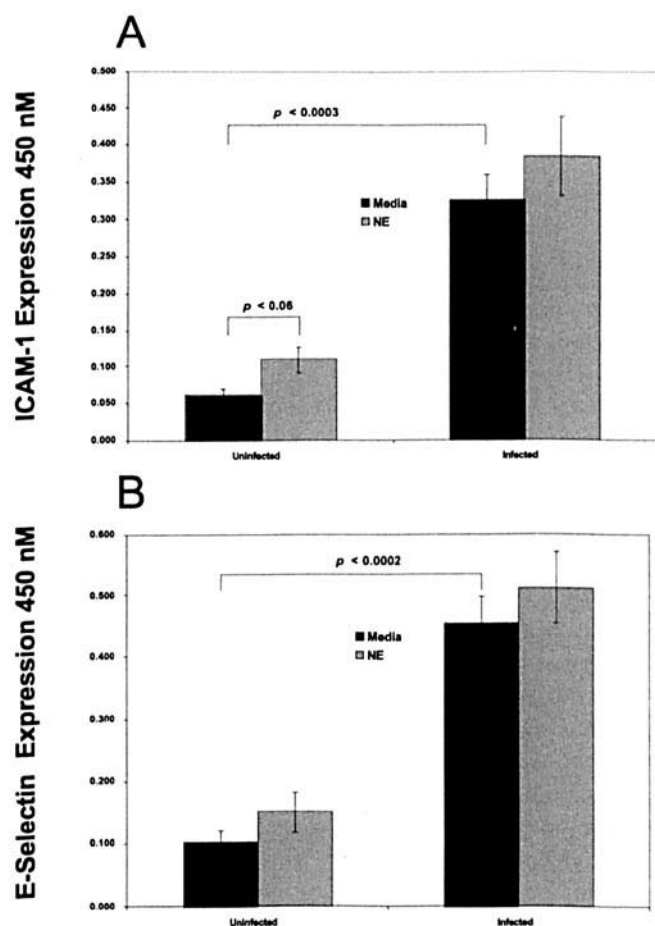 A
ICAM-1 Expression 450 nM
0.500
0.450
0.400
0.350
0.300
0.250
0.200
0.150
0.100
0.050
0.000
p < 0.0003
Media
NE
p < 0.06
Uninfected
Infected
B
E-Selectin Expression 450 nM
0.600
0.500
0.400
0.300
0.200
0.100
0.000
p < 0.0002
Media
NE
Uninfected
Infected